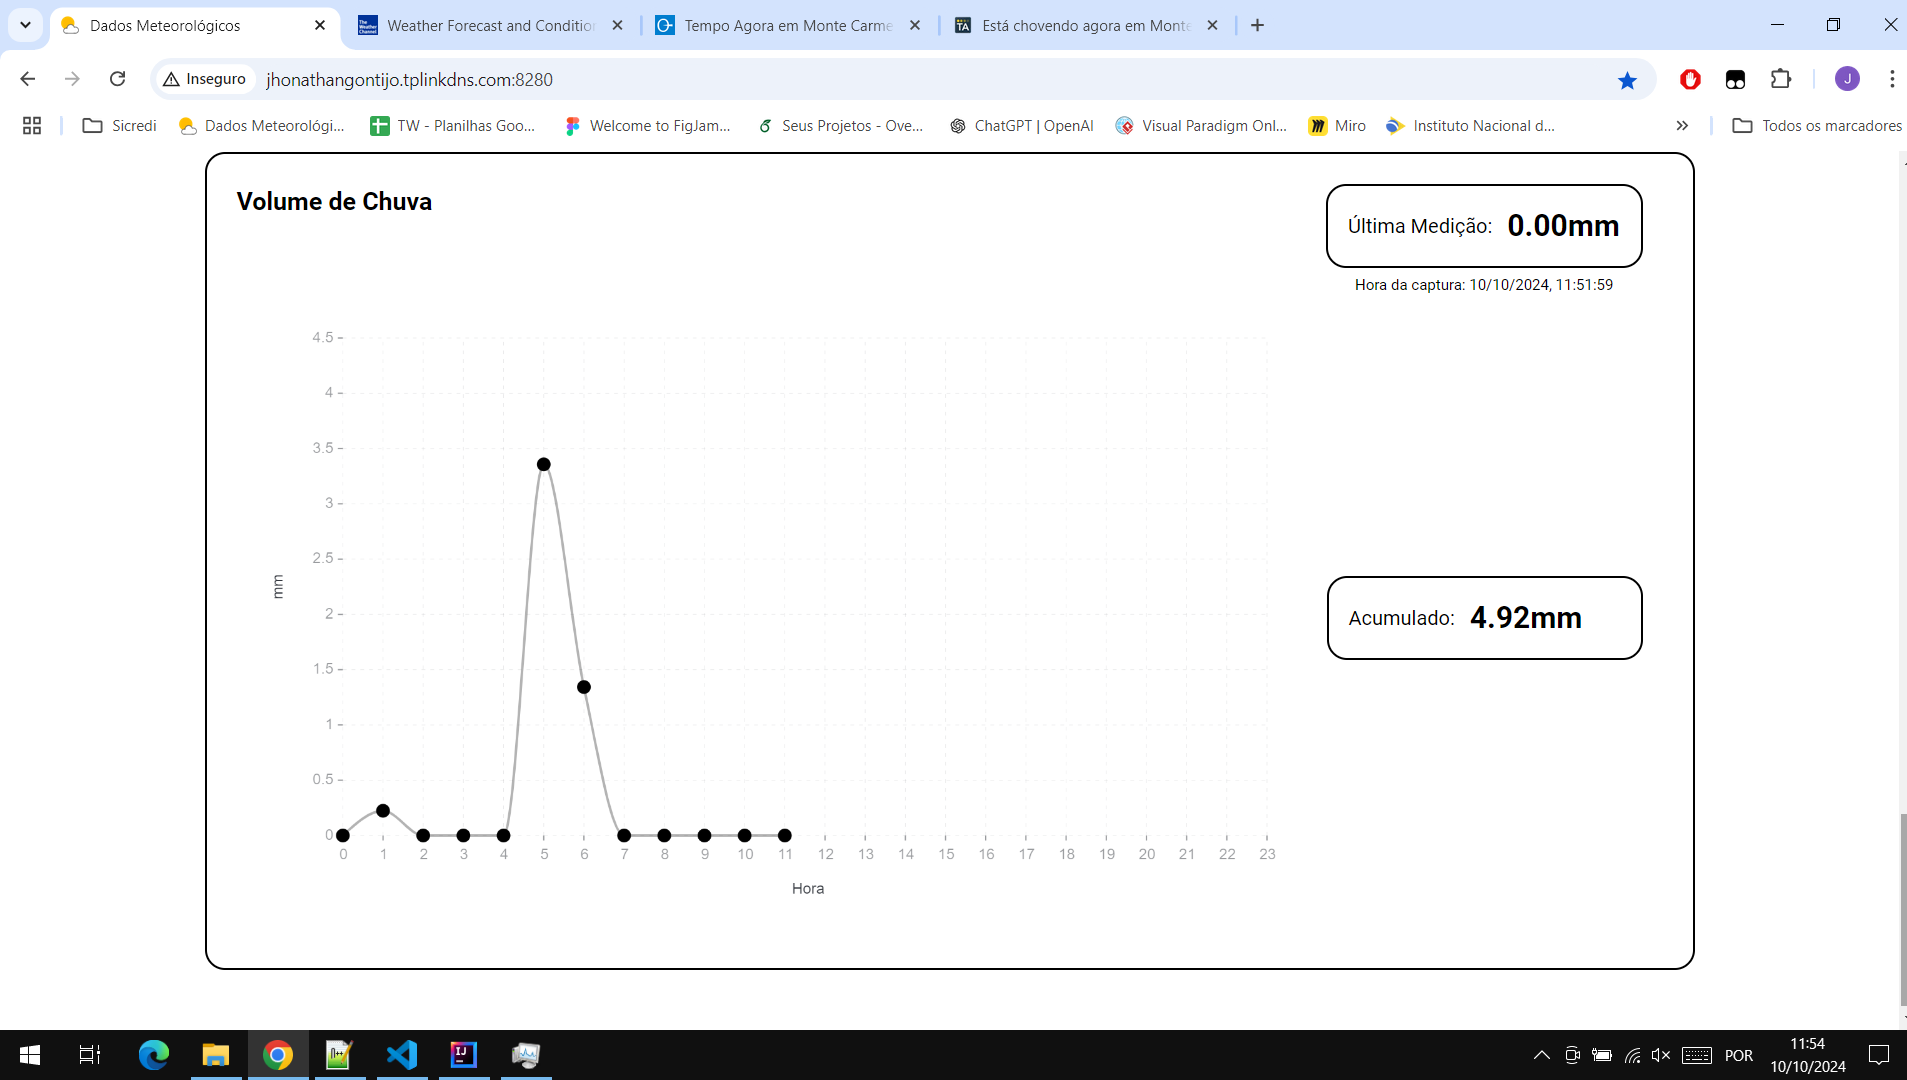 Dados Meteorológicos
Weather Forecast and Condition
Tempo Agora em Monte Carme
Está chovendo agora em Monte
Inseguro
jhonathangontijo.tplinkdns.com:8280
J
Sicredi
Dados Meteorológi...
TW - Planilhas Goo...
Welcome to FigJam...
Seus Projetos - Ove...
ChatGPT | OpenAI
Visual Paradigm Onl...
Miro
Instituto Nacional d...
Todos os marcadores
Volume de Chuva
Última Medição: 0.00mm
Hora da captura: 10/10/2024, 11:51:59
4.5
4
3.5
3
2.5
2
1.5
1
0.5
0
mm
0 1 2 3 4 5 6 7 8 9 10 11 12 13 14 15 16 17 18 19 20 21 22 23
Hora
Acumulado: 4.92mm
POR
11:54
10/10/2024